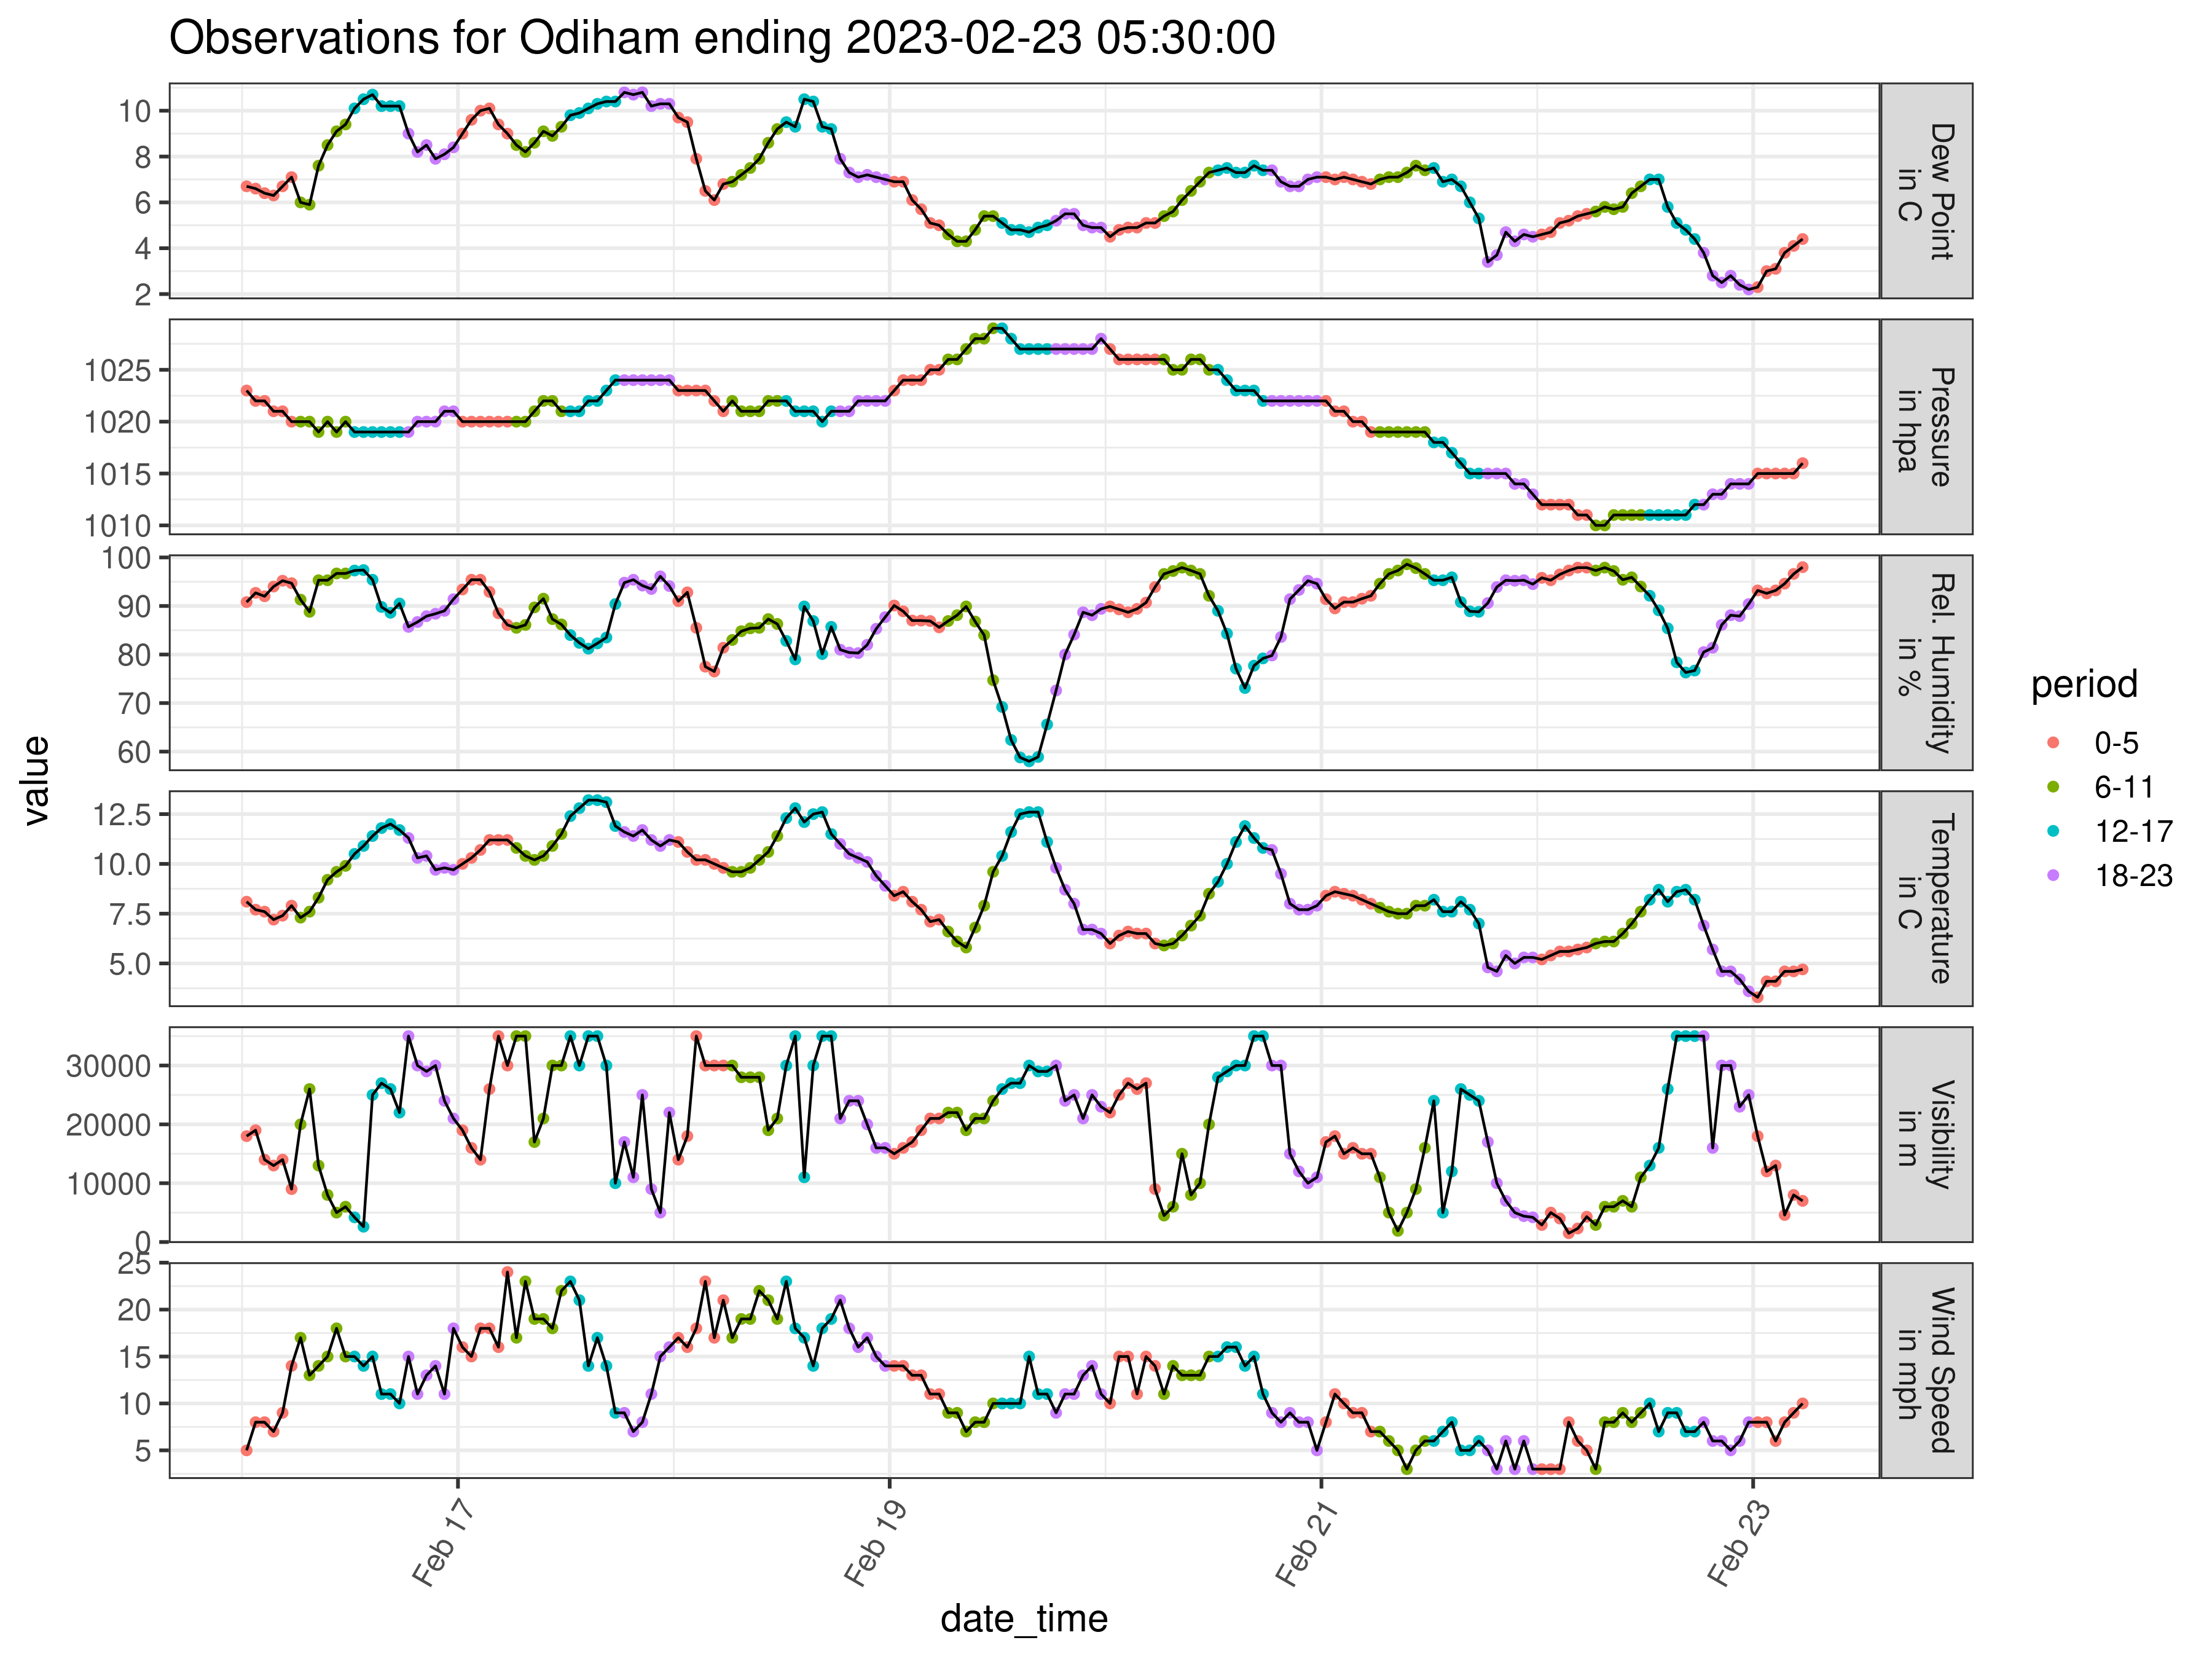 Observations for Odiham ending 2023-02-23 05:30:00
value
10
8
6
4
2
Dew Point
in C
1025
1020
1015
1010
Pressure
in hpa
100
90
80
70
60
Rel. Humidity
in %
12.5
10.0
7.5
5.0
Temperature
in C
30000
20000
10000
0
Visibility
in m
25
20
15
10
5
Wind Speed
in mph
Feb 17
Feb 19
Feb 21
Feb 23
date_time
period
0-5
6-11
12-17
18-23